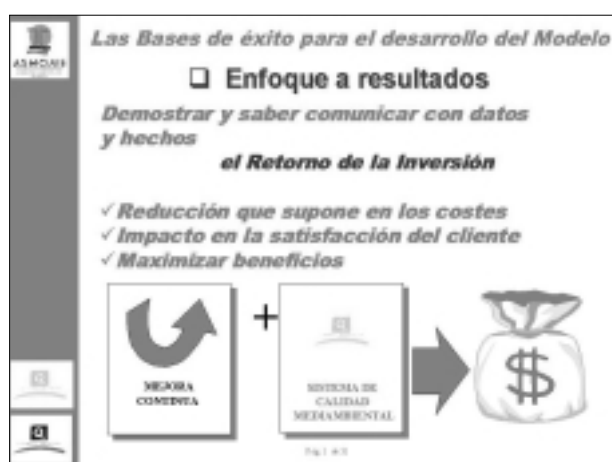 Las Bases de éxito para el desarrollo del Modelo
❑ Enfoque a resultados
Demostrar y saber comunicar con datos
y hechos
el Retorno de la Inversión
✓Reducción que supone en los costes
✓Impacto en la satisfacción del cliente
✓Maximizar beneficios
MEJORA
CONTINUA
+
SISTEMA DE
CALIDAD
MEDIAMBIENTAL
$